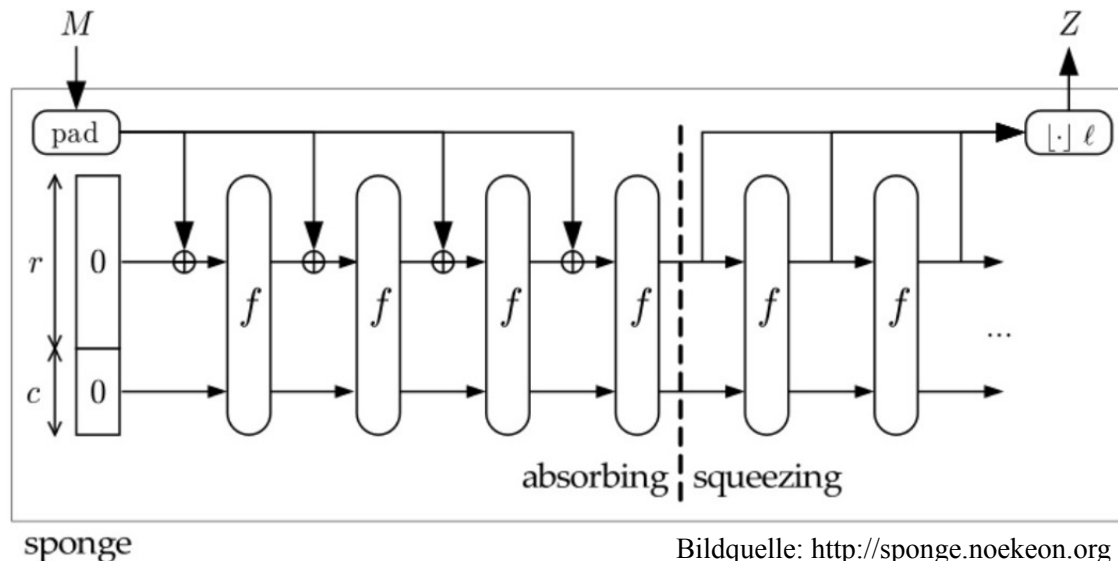 M Z
pad ⌊·⌋ ℓ
r 0 f f f f f f
...
c 0
absorbing squeezing
sponge Bildquelle: http://sponge.noekeon.org